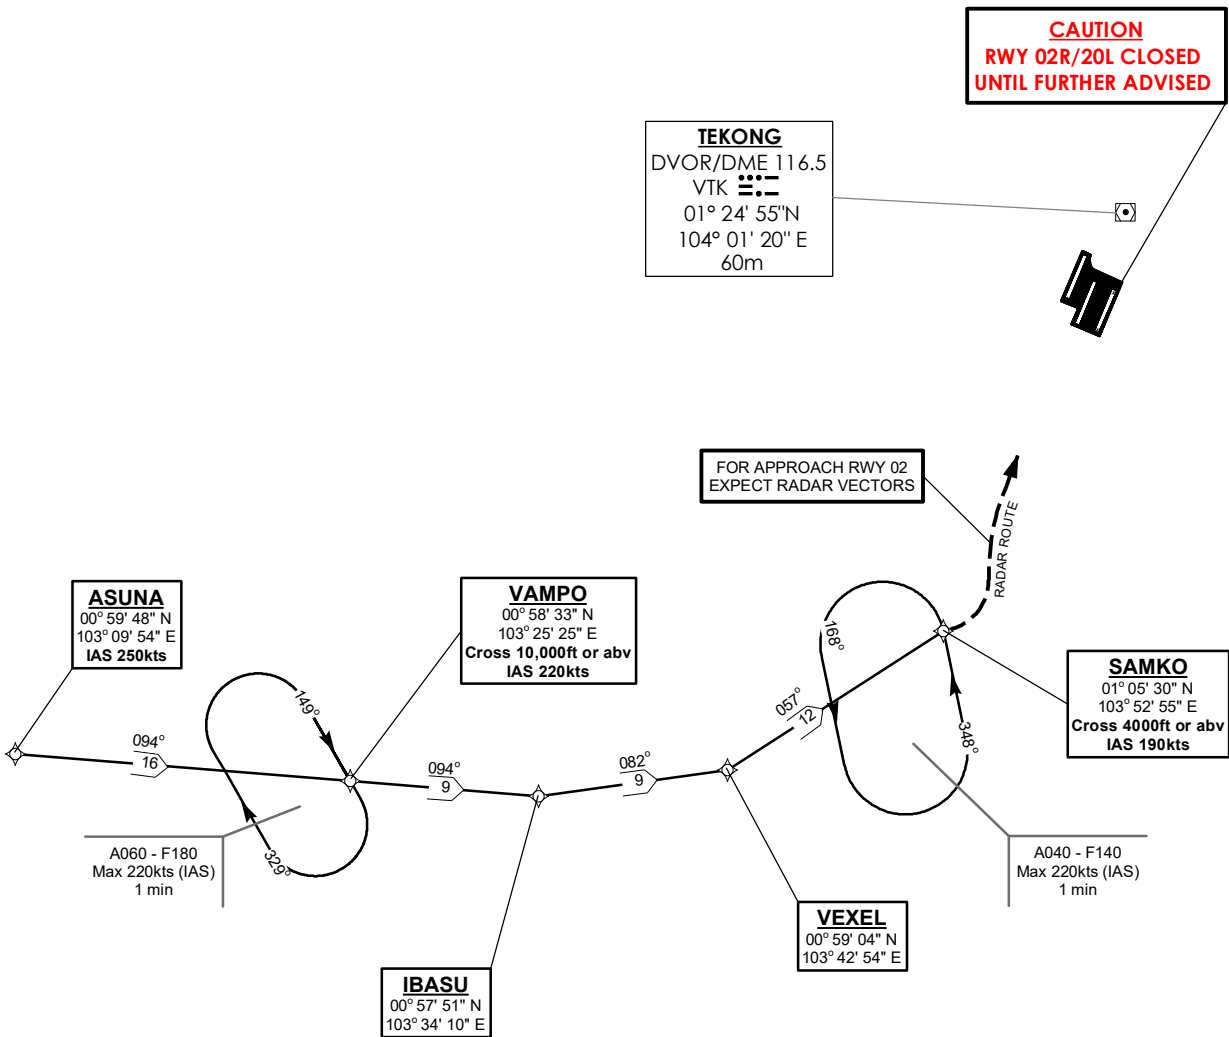 CAUTION
RWY 02R/20L CLOSED
UNTIL FURTHER ADVISED
TEKONG
DVOR/DME 116.5
VTK
01° 24' 55"N
104° 01' 20" E
60m
FOR APPROACH RWY 02
EXPECT RADAR VECTORS
RADAR ROUTE
ASUNA
00° 59' 48" N
103° 09' 54" E
IAS 250kts
VAMPO
00° 58' 33" N
103° 25' 25" E
Cross 10,000ft or abv
IAS 220kts
SAMKO
01° 05' 30" N
103° 52' 55" E
Cross 4000ft or abv
IAS 190kts
168°
348°
149°
329°
094°
16
094°
9
082°
9
057°
12
A060 - F180
Max 220kts (IAS)
1 min
A040 - F140
Max 220kts (IAS)
1 min
VEXEL
00° 59' 04" N
103° 42' 54" E
IBASU
00° 57' 51" N
103° 34' 10" E